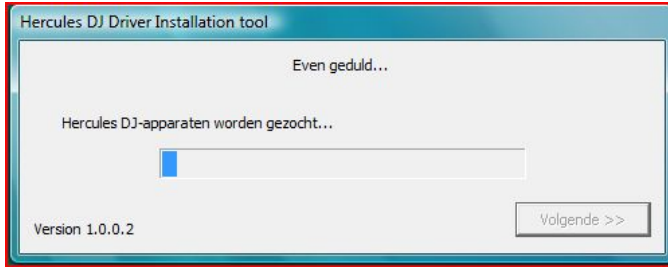 Hercules DJ Driver Installation tool
Even geduld...
Hercules DJ-apparaten worden gezocht...
Version 1.0.0.2
Volgende >>